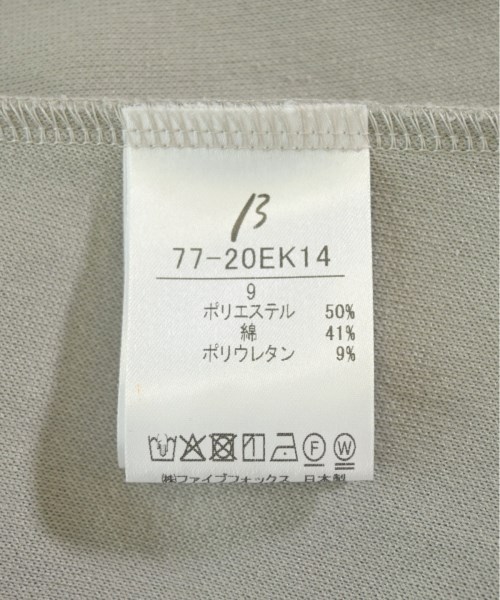 β
77-20EK14
9
ポリエステル 50%
綿 41%
ポリウレタン 9%
F W
㈱ファイブフォックス 日本製